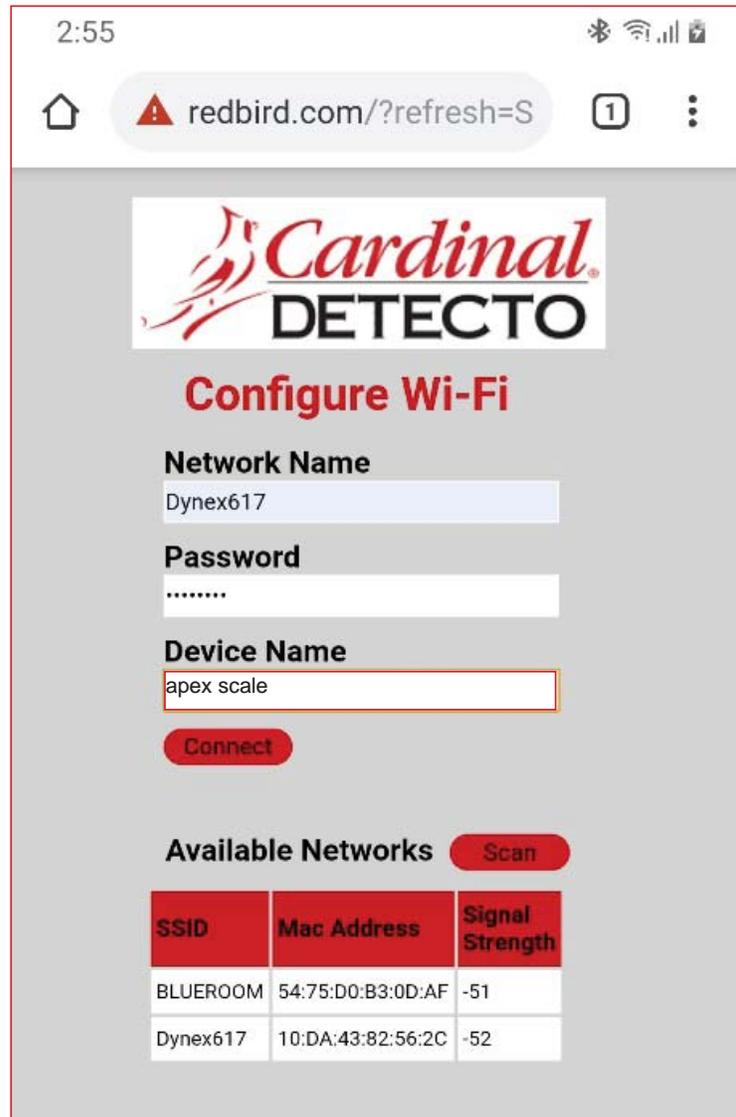 2:55
redbird.com/?refresh=S
1
Cardinal®
DETECTO
Configure Wi-Fi
Network Name
Dynex617
Password
••••••••
Device Name
apex scale
Connect
Available Networks Scan
SSID Mac Address Signal Strength
BLUEROOM 54:75:D0:B3:0D:AF -51
Dynex617 10:DA:43:82:56:2C -52